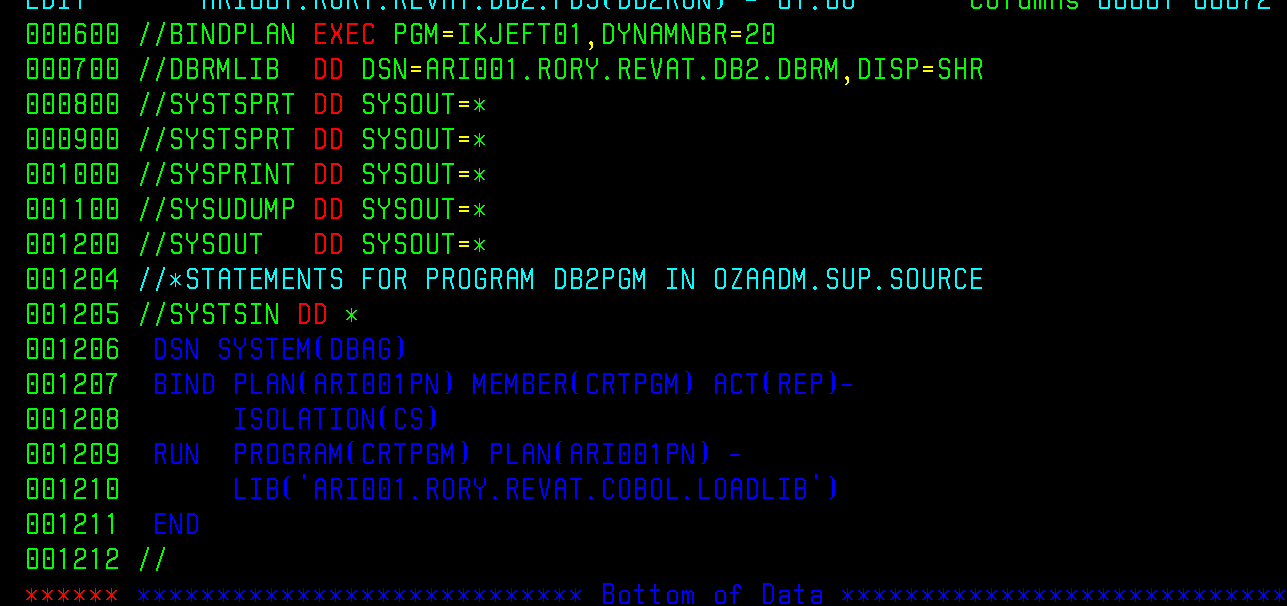 EDIT       ARI001.RORY.REVAT.DB2.PDS(DB2RUN) - 01.00       Columns 00001 00072
000600 //BINDPLAN EXEC PGM=IKJEFT01,DYNAMNBR=20
000700 //DBRMLIB  DD DSN=ARI001.RORY.REVAT.DB2.DBRM,DISP=SHR
000800 //SYSTSPRT DD SYSOUT=*
000900 //SYSTSPRT DD SYSOUT=*
001000 //SYSPRINT DD SYSOUT=*
001100 //SYSUDUMP DD SYSOUT=*
001200 //SYSOUT   DD SYSOUT=*
001204 //*STATEMENTS FOR PROGRAM DB2PGM IN OZAADM.SUP.SOURCE
001205 //SYSTSIN DD *
001206  DSN SYSTEM(DBAG)
001207  BIND PLAN(ARI001PN) MEMBER(CRTPGM) ACT(REP)-
001208       ISOLATION(CS)
001209  RUN  PROGRAM(CRTPGM) PLAN(ARI001PN) -
001210       LIB('ARI001.RORY.REVAT.COBOL.LOADLIB')
001211  END
001212 //
****** **************************** Bottom of Data ****************************